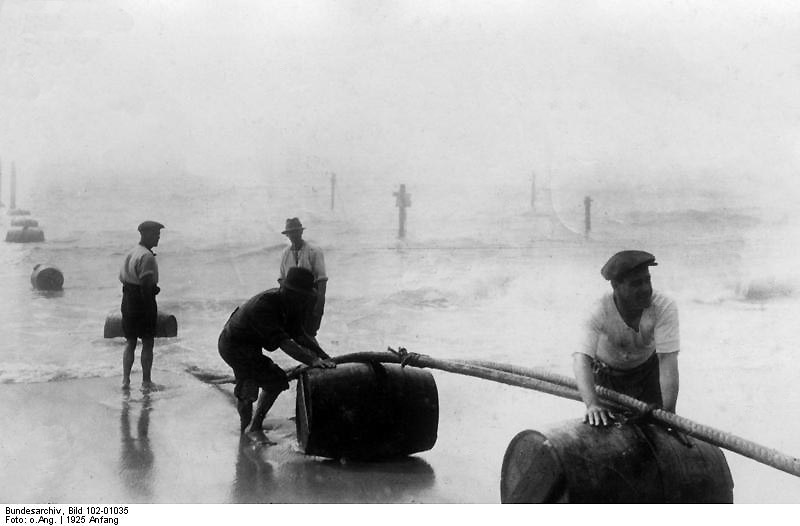 Bundesarchiv, Bild 102-01035
Foto: o.Ang. | 1925 Anfang